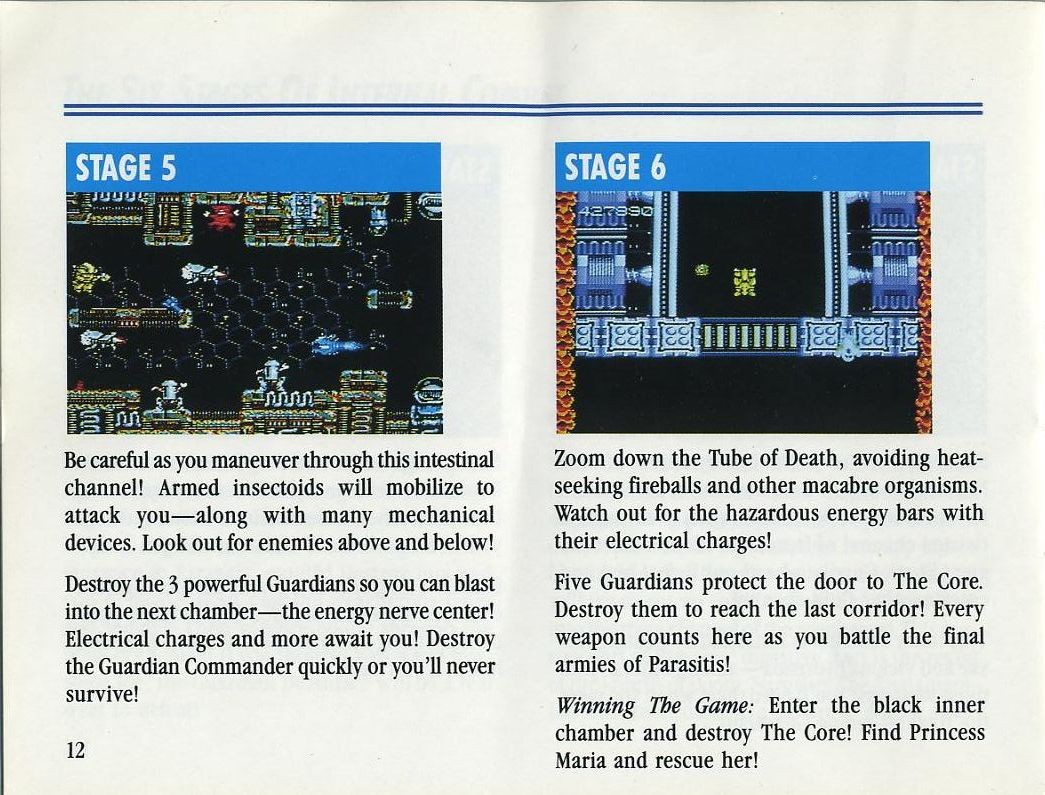 STAGE 5
Be careful as you maneuver through this intestinal
channel! Armed insectoids will mobilize to
attack you—along with many mechanical
devices. Look out for enemies above and below!
Destroy the 3 powerful Guardians so you can blast
into the next chamber—the energy nerve center!
Electrical charges and more await you! Destroy
the Guardian Commander quickly or you'll never
survive!
12
STAGE 6
427990
Zoom down the Tube of Death, avoiding heat-
seeking fireballs and other macabre organisms.
Watch out for the hazardous energy bars with
their electrical charges!
Five Guardians protect the door to The Core.
Destroy them to reach the last corridor! Every
weapon counts here as you battle the final
armies of Parasitis!
Winning The Game: Enter the black inner
chamber and destroy The Core! Find Princess
Maria and rescue her!